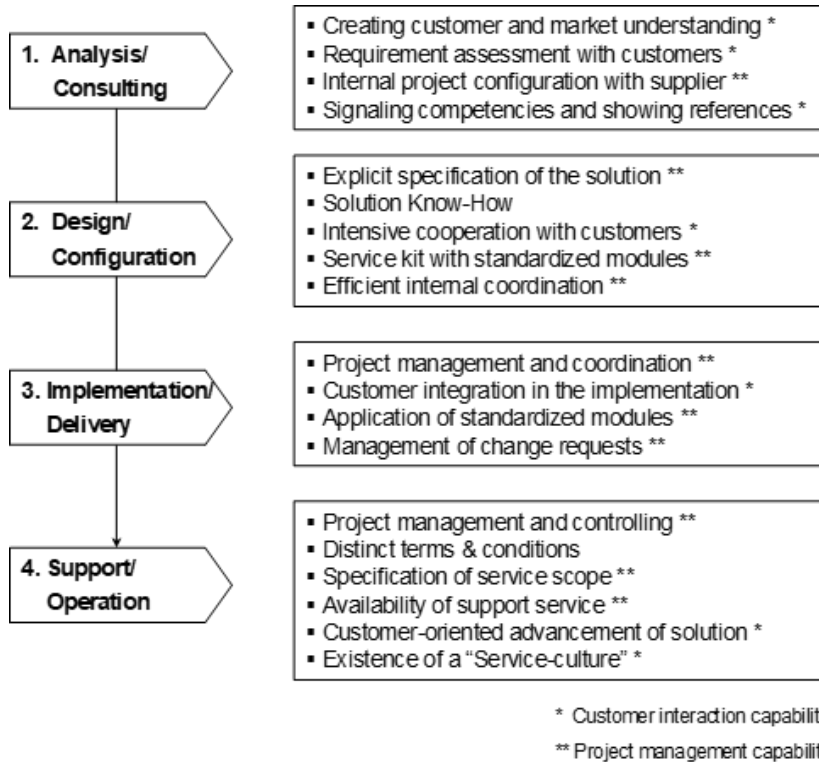 1. Analysis/
Consulting
▪ Creating customer and market understanding *
▪ Requirement assessment with customers *
▪ Internal project configuration with supplier **
▪ Signaling competencies and showing references *
2. Design/
Configuration
▪ Explicit specification of the solution **
▪ Solution Know-How
▪ Intensive cooperation with customers *
▪ Service kit with standardized modules **
▪ Efficient internal coordination **
3. Implementation/
Delivery
▪ Project management and coordination **
▪ Customer integration in the implementation *
▪ Application of standardized modules **
▪ Management of change requests **
4. Support/
Operation
▪ Project management and controlling **
▪ Distinct terms & conditions
▪ Specification of service scope **
▪ Availability of support service **
▪ Customer-oriented advancement of solution *
▪ Existence of a “Service-culture” *
* Customer interaction capabilit
** Project management capabilit